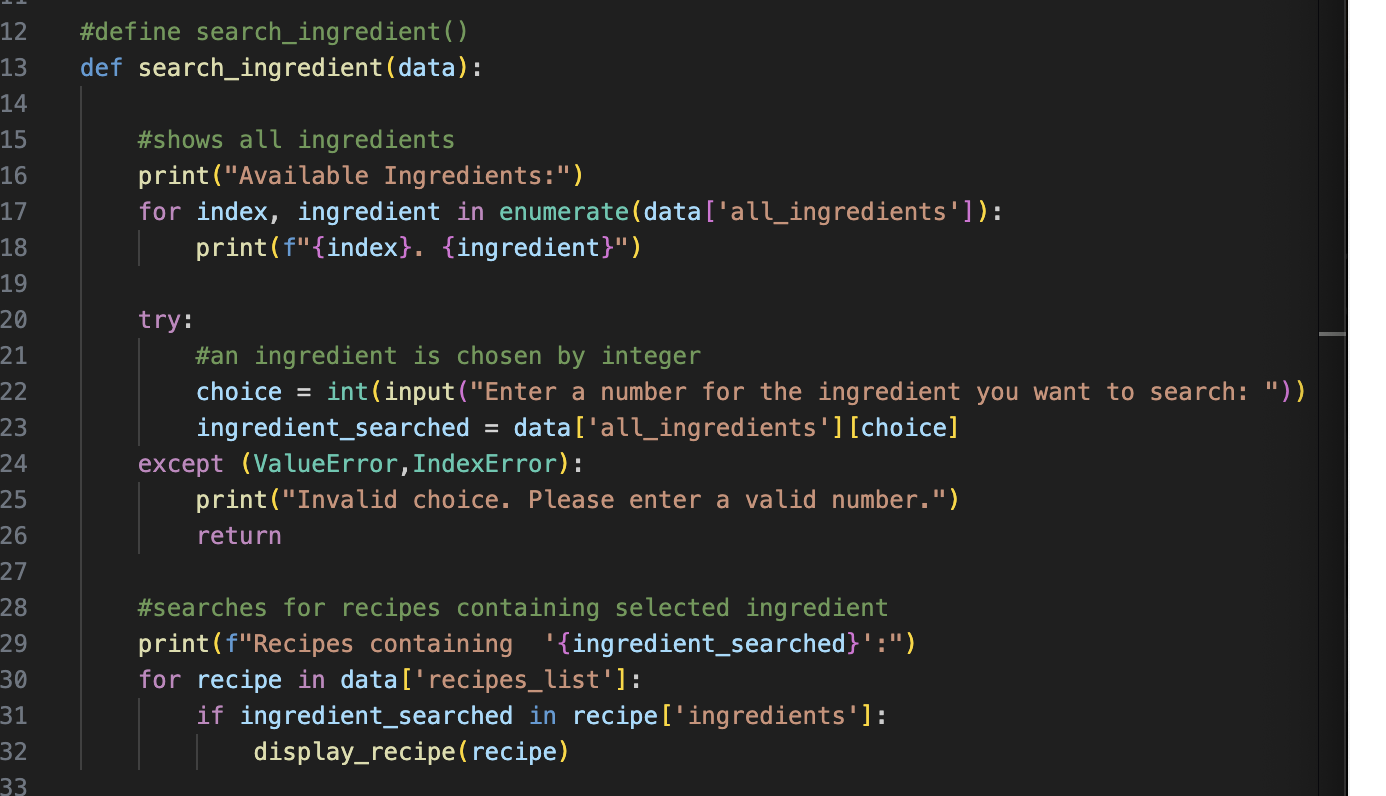 12 #define search_ingredient()
13 def search_ingredient(data):
14
15     #shows all ingredients
16     print("Available Ingredients:")
17     for index, ingredient in enumerate(data['all_ingredients']):
18         print(f"{index}. {ingredient}")
19
20     try:
21         #an ingredient is chosen by integer
22         choice = int(input("Enter a number for the ingredient you want to search: "))
23         ingredient_searched = data['all_ingredients'][choice]
24     except (ValueError,IndexError):
25         print("Invalid choice. Please enter a valid number.")
26         return
27
28     #searches for recipes containing selected ingredient
29     print(f"Recipes containing  '{ingredient_searched}':")
30     for recipe in data['recipes_list']:
31         if ingredient_searched in recipe['ingredients']:
32             display_recipe(recipe)
33